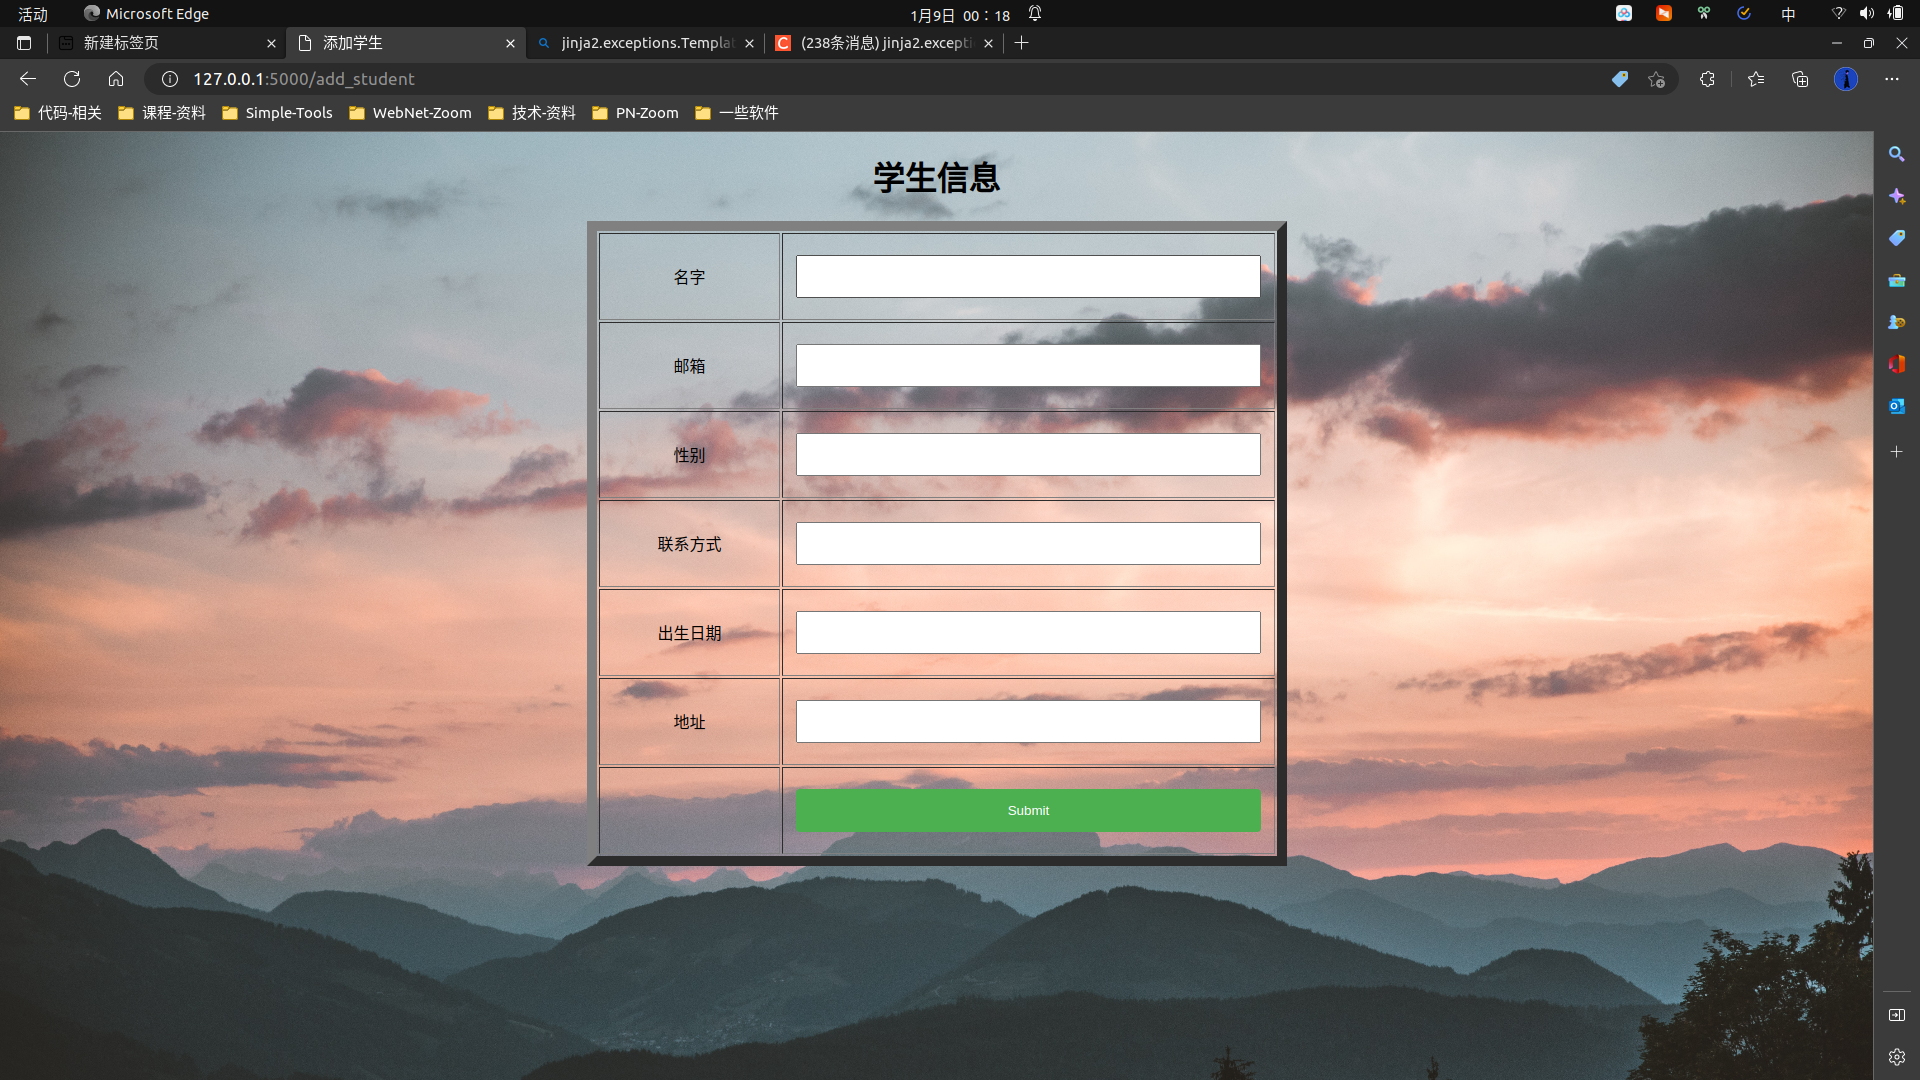 活动
Microsoft Edge
1月9日 00：18
中
新建标签页
添加学生
jinja2.exceptions.Templat
(238条消息) jinja2.excepti
127.0.0.1:5000/add_student
代码-相关
课程-资料
Simple-Tools
WebNet-Zoom
技术-资料
PN-Zoom
一些软件
学生信息
名字
邮箱
性别
联系方式
出生日期
地址
Submit